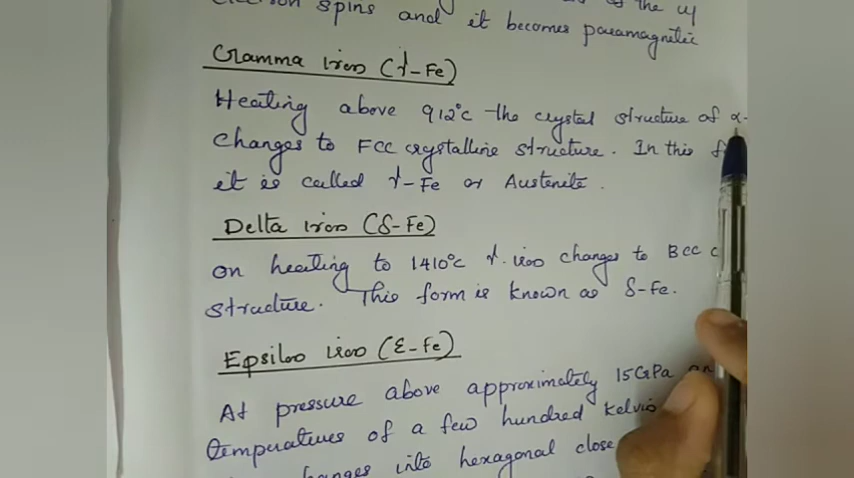 electron spins and it becomes paramagnetic
Gamma iron (γ-Fe)
Heating above 912°c the crystal structure of α-
changes to FCC crystalline structure. In this
it is called γ-Fe or Austenite.
Delta iron (δ-Fe)
on heating to 1410°c γ-iron changes to BCC c
structure. This form is known as δ-Fe.
Epsilon iron (ε-Fe)
At pressure above approximately 15GPa
temperatures of a few hundred kelvin
changes into hexagonal close